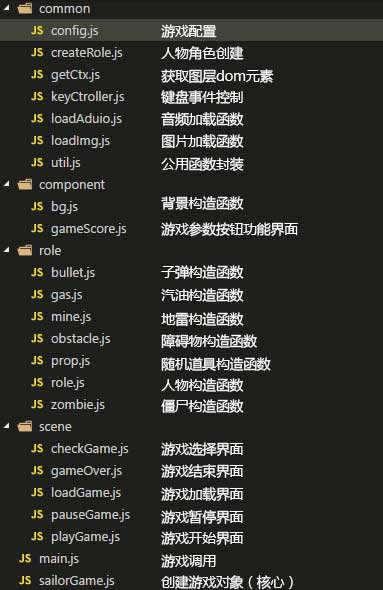 common
JS config.js 游戏配置
JS createRole.js 人物角色创建
JS getCtx.js 获取图层dom元素
JS keyCtroller.js 键盘事件控制
JS loadAduio.js 音频加载函数
JS loadImg.js 图片加载函数
JS util.js 公用函数封装
component
JS bg.js 背景构造函数
JS gameScore.js 游戏参数按钮功能界面
role
JS bullet.js 子弹构造函数
JS gas.js 汽油构造函数
JS mine.js 地雷构造函数
JS obstacle.js 障碍物构造函数
JS prop.js 随机道具构造函数
JS role.js 人物构造函数
JS zombie.js 僵尸构造函数
scene
JS checkGame.js 游戏选择界面
JS gameOver.js 游戏结束界面
JS loadGame.js 游戏加载界面
JS pauseGame.js 游戏暂停界面
JS playGame.js 游戏开始界面
JS main.js 游戏调用
JS sailorGame.js 创建游戏对象（核心）